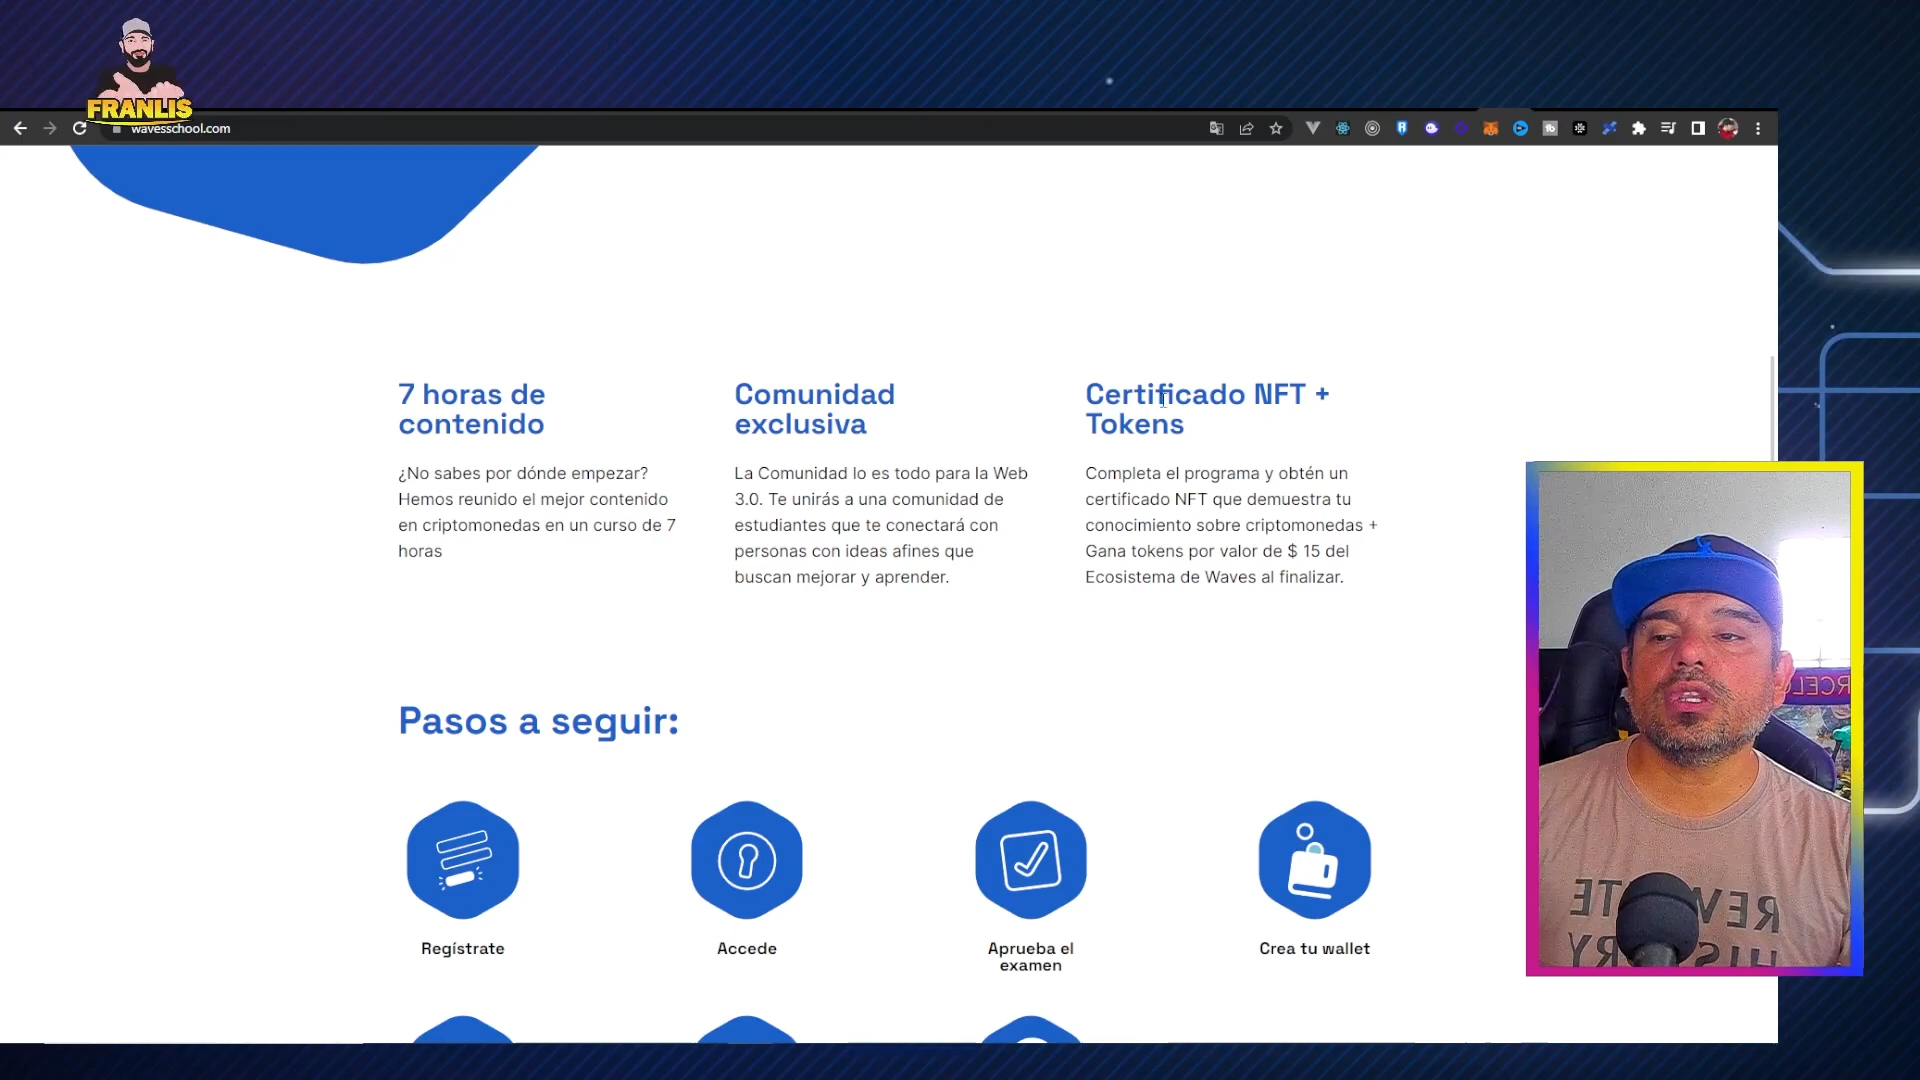 FRANLIS
wavesschool.com
7 horas de
contenido
¿No sabes por dónde empezar?
Hemos reunido el mejor contenido
en criptomonedas en un curso de 7
horas
Comunidad
exclusiva
La Comunidad lo es todo para la Web
3.0. Te unirás a una comunidad de
estudiantes que te conectará con
personas con ideas afines que
buscan mejorar y aprender.
Certificado NFT +
Tokens
Completa el programa y obtén un
certificado NFT que demuestra tu
conocimiento sobre criptomonedas +
Gana tokens por valor de $ 15 del
Ecosistema de Waves al finalizar.
Pasos a seguir:
Regístrate
Accede
Aprueba el
examen
Crea tu wallet